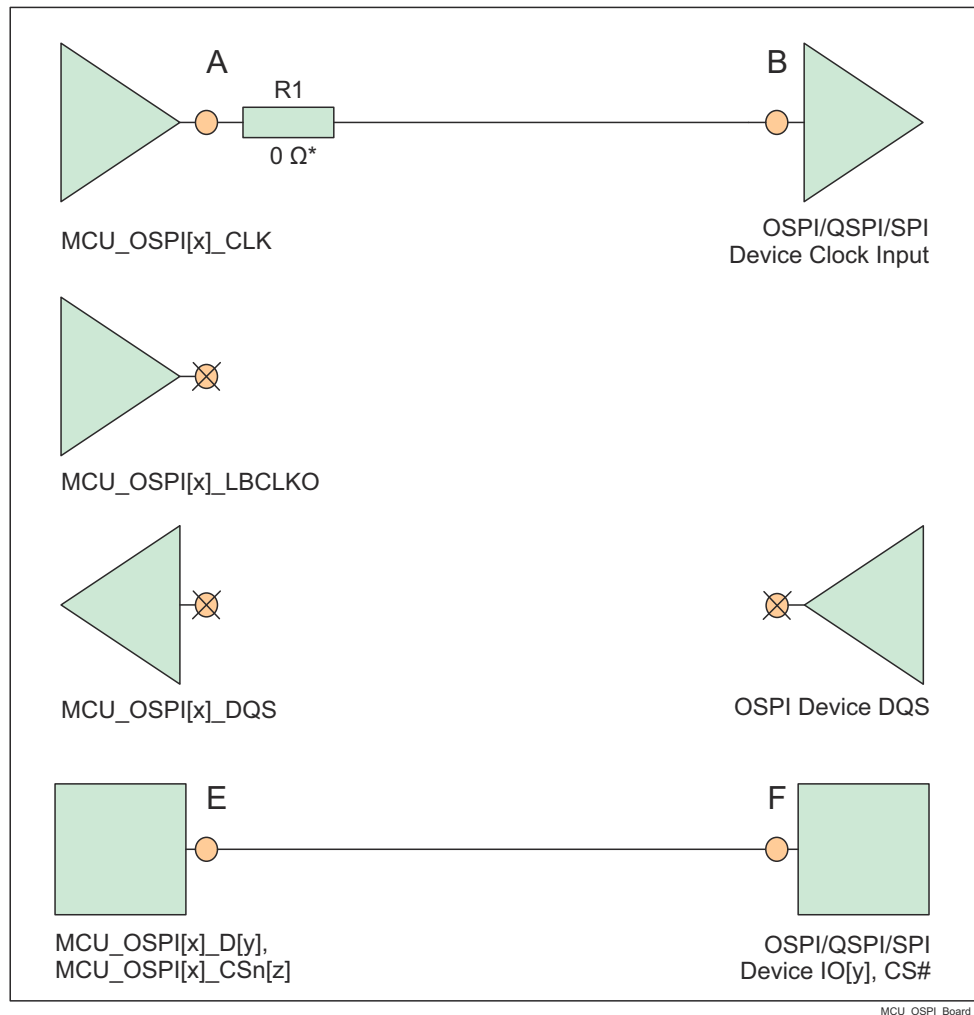 A
B
R1
0 Ω*
MCU_OSPI[x]_CLK
OSPI/QSPI/SPI
Device Clock Input
MCU_OSPI[x]_LBCLKO
MCU_OSPI[x]_DQS
OSPI Device DQS
E
F
MCU_OSPI[x]_D[y],
MCU_OSPI[x]_CSn[z]
OSPI/QSPI/SPI
Device IO[y], CS#
MCU_OSPI_Board